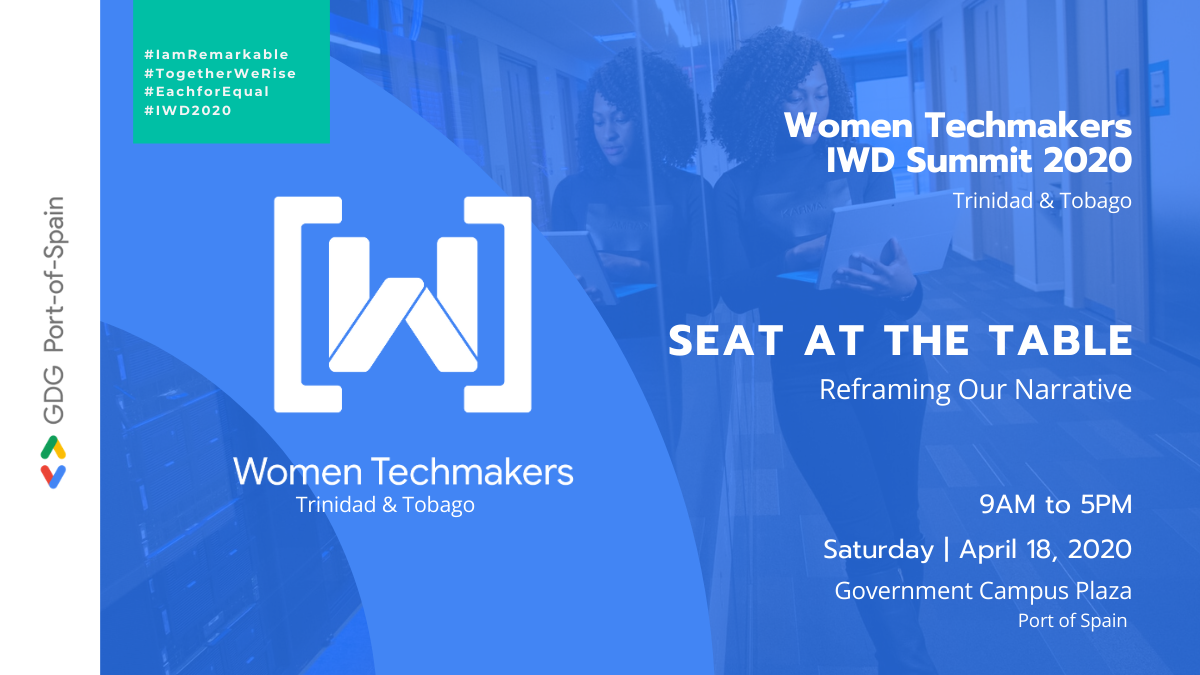 #IamRemarkable
#TogetherWeRise
#EachforEqual
#IWD2020
GDG Port-of-Spain
Women Techmakers
Trinidad & Tobago
Women Techmakers
IWD Summit 2020
Trinidad & Tobago
SEAT AT THE TABLE
Reframing Our Narrative
9AM to 5PM
Saturday | April 18, 2020
Government Campus Plaza
Port of Spain